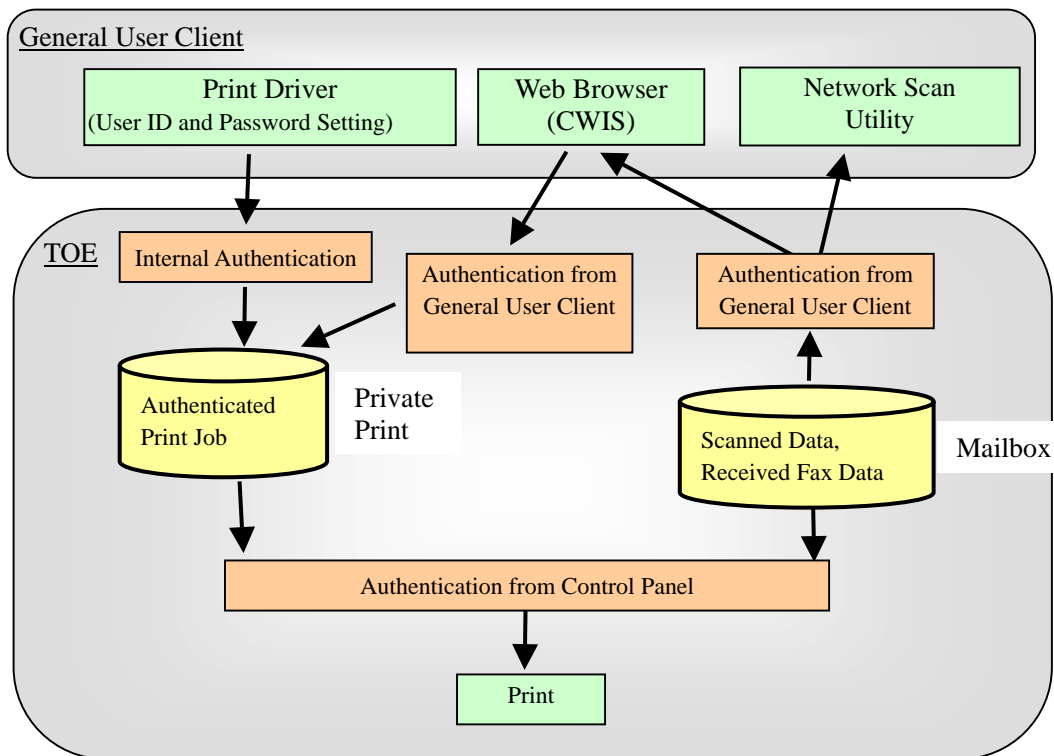 General User Client
Print Driver
(User ID and Password Setting)
Web Browser
(CWIS)
Network Scan
Utility
TOE
Internal Authentication
Authentication from
General User Client
Authentication from
General User Client
Authenticated
Print Job
Private
Print
Scanned Data,
Received Fax Data
Mailbox
Authentication from Control Panel
Print